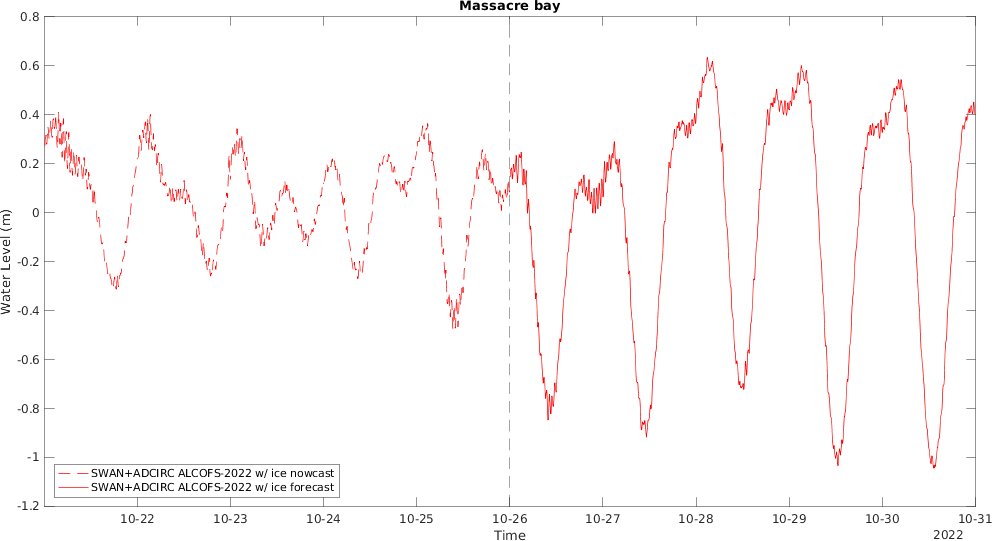 Massacre bay
0.8
0.6
0.4
0.2
0
-0.2
-0.4
-0.6
-0.8
-1
-1.2
Water Level (m)
SWAN+ADCIRC ALCOFS-2022 w/ ice nowcast
SWAN+ADCIRC ALCOFS-2022 w/ ice forecast
10-22 10-23 10-24 10-25 10-26 10-27 10-28 10-29 10-30 10-31
Time
2022